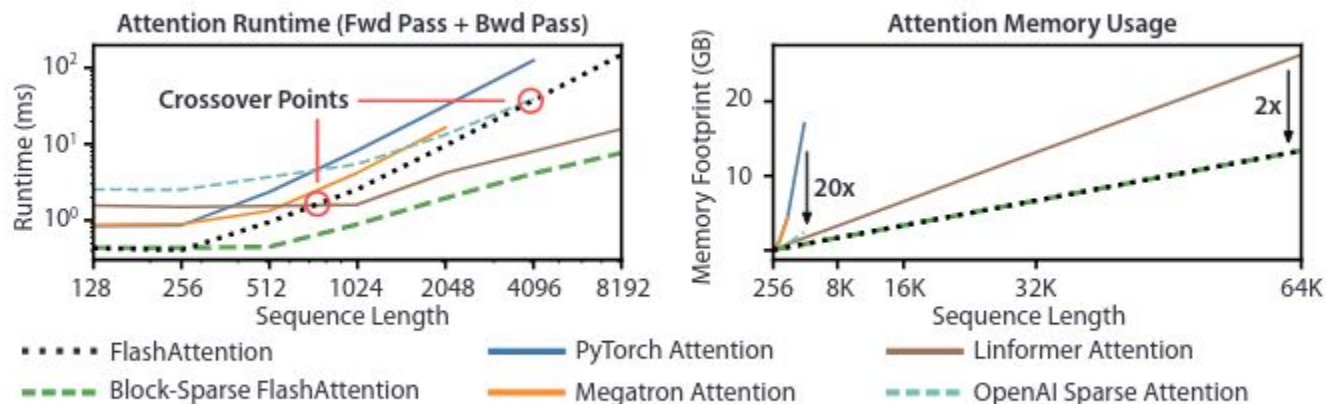 Attention Runtime (Fwd Pass + Bwd Pass)
Runtime (ms)
10²
10¹
10⁰
Crossover Points
128 256 512 1024 2048 4096 8192
Sequence Length
Attention Memory Usage
Memory Footprint (GB)
20
10
20x
2x
256 8K 16K 32K 64K
Sequence Length
FlashAttention
PyTorch Attention
Linformer Attention
Block-Sparse FlashAttention
Megatron Attention
OpenAI Sparse Attention